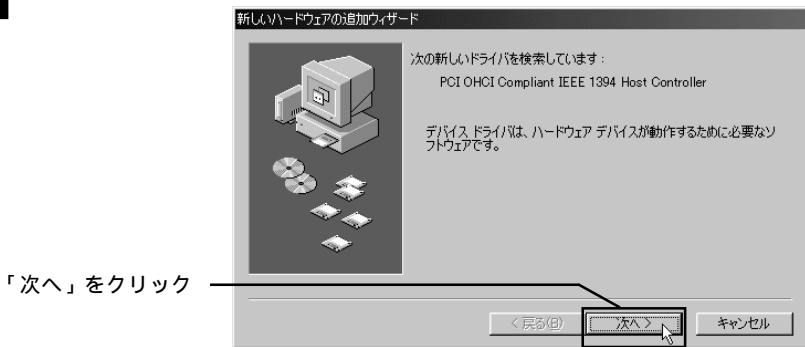 新しいハードウェアの追加ウィザード
次の新しいドライバを検索しています：
PCI OHCI Compliant IEEE 1394 Host Controller
デバイス ドライバは、ハードウェア デバイスが動作するために必要なソ
フトウェアです。
「次へ」をクリック
< 戻る(B)
次へ >
キャンセル